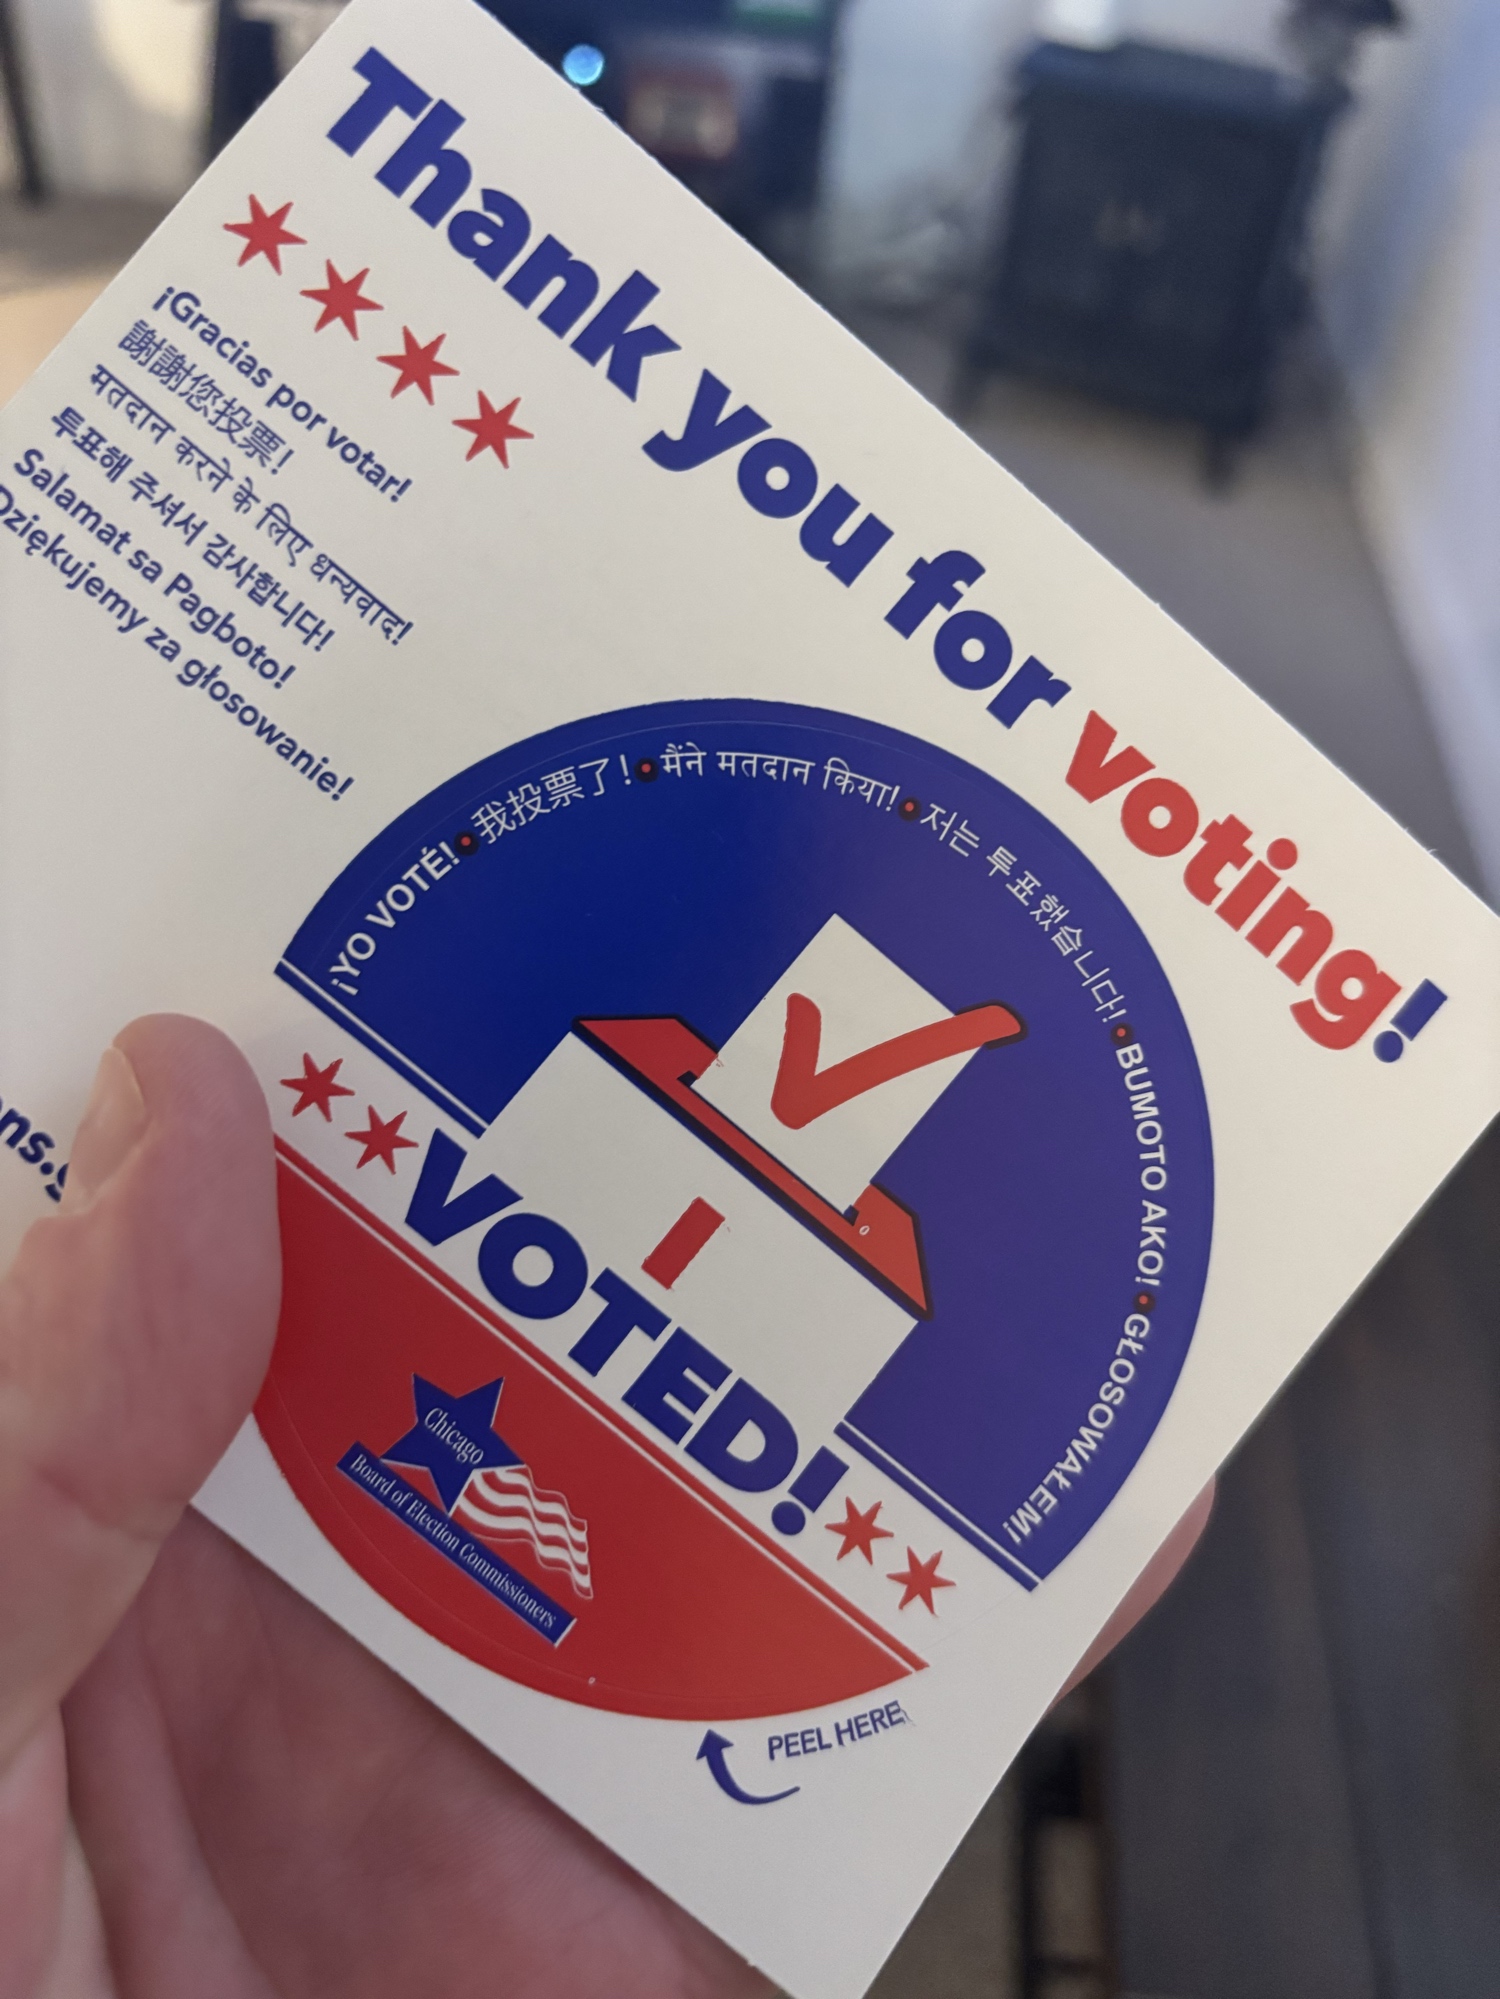 Thank you for voting!
¡Gracias por votar!
謝謝您投票!
मतदान करने के लिए धन्यवाद!
투표해 주셔서 감사합니다!
Salamat sa Pagboto!
Dziękujemy za głosowanie!
¡YO VOTÉ! • 我投票了! • मैंने मतदान किया! • 저는 투표했습니다! • BUMOTO AKO! • GŁOSOWAŁEM!
I
VOTED!
Chicago
Board of Election Commissioners
PEEL HERE